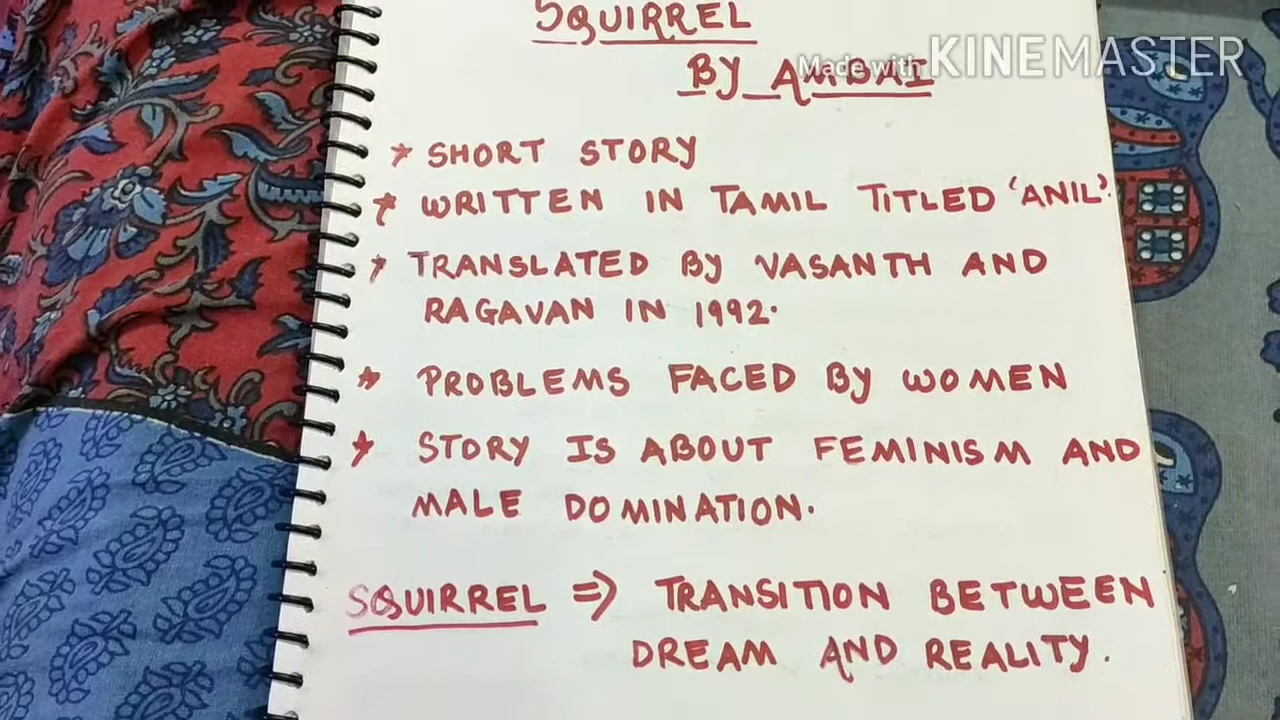 SQUIRREL
BY AMBAI
Made with KINEMASTER
* SHORT STORY
* WRITTEN IN TAMIL TITLED 'ANIL'.
* TRANSLATED BY VASANTH AND
RAGAVAN IN 1992.
* PROBLEMS FACED BY WOMEN
* STORY IS ABOUT FEMINISM AND
MALE DOMINATION.
SQUIRREL => TRANSITION BETWEEN
DREAM AND REALITY.